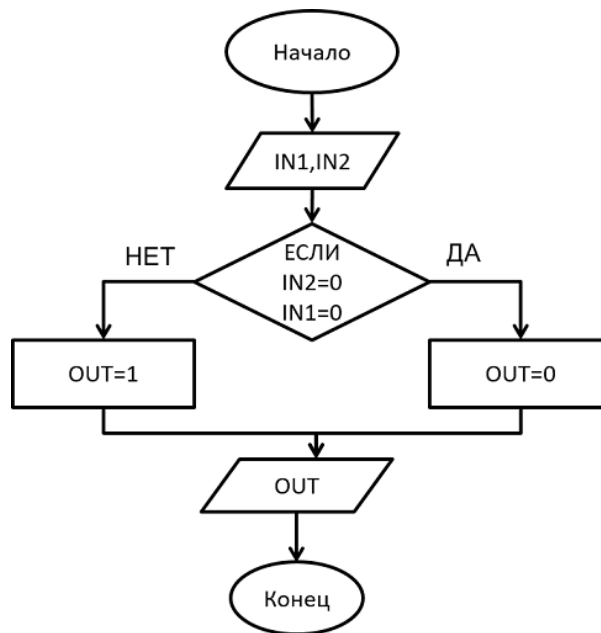 Начало
IN1,IN2
ЕСЛИ
IN2=0
IN1=0
НЕТ
ДА
OUT=1
OUT=0
OUT
Конец